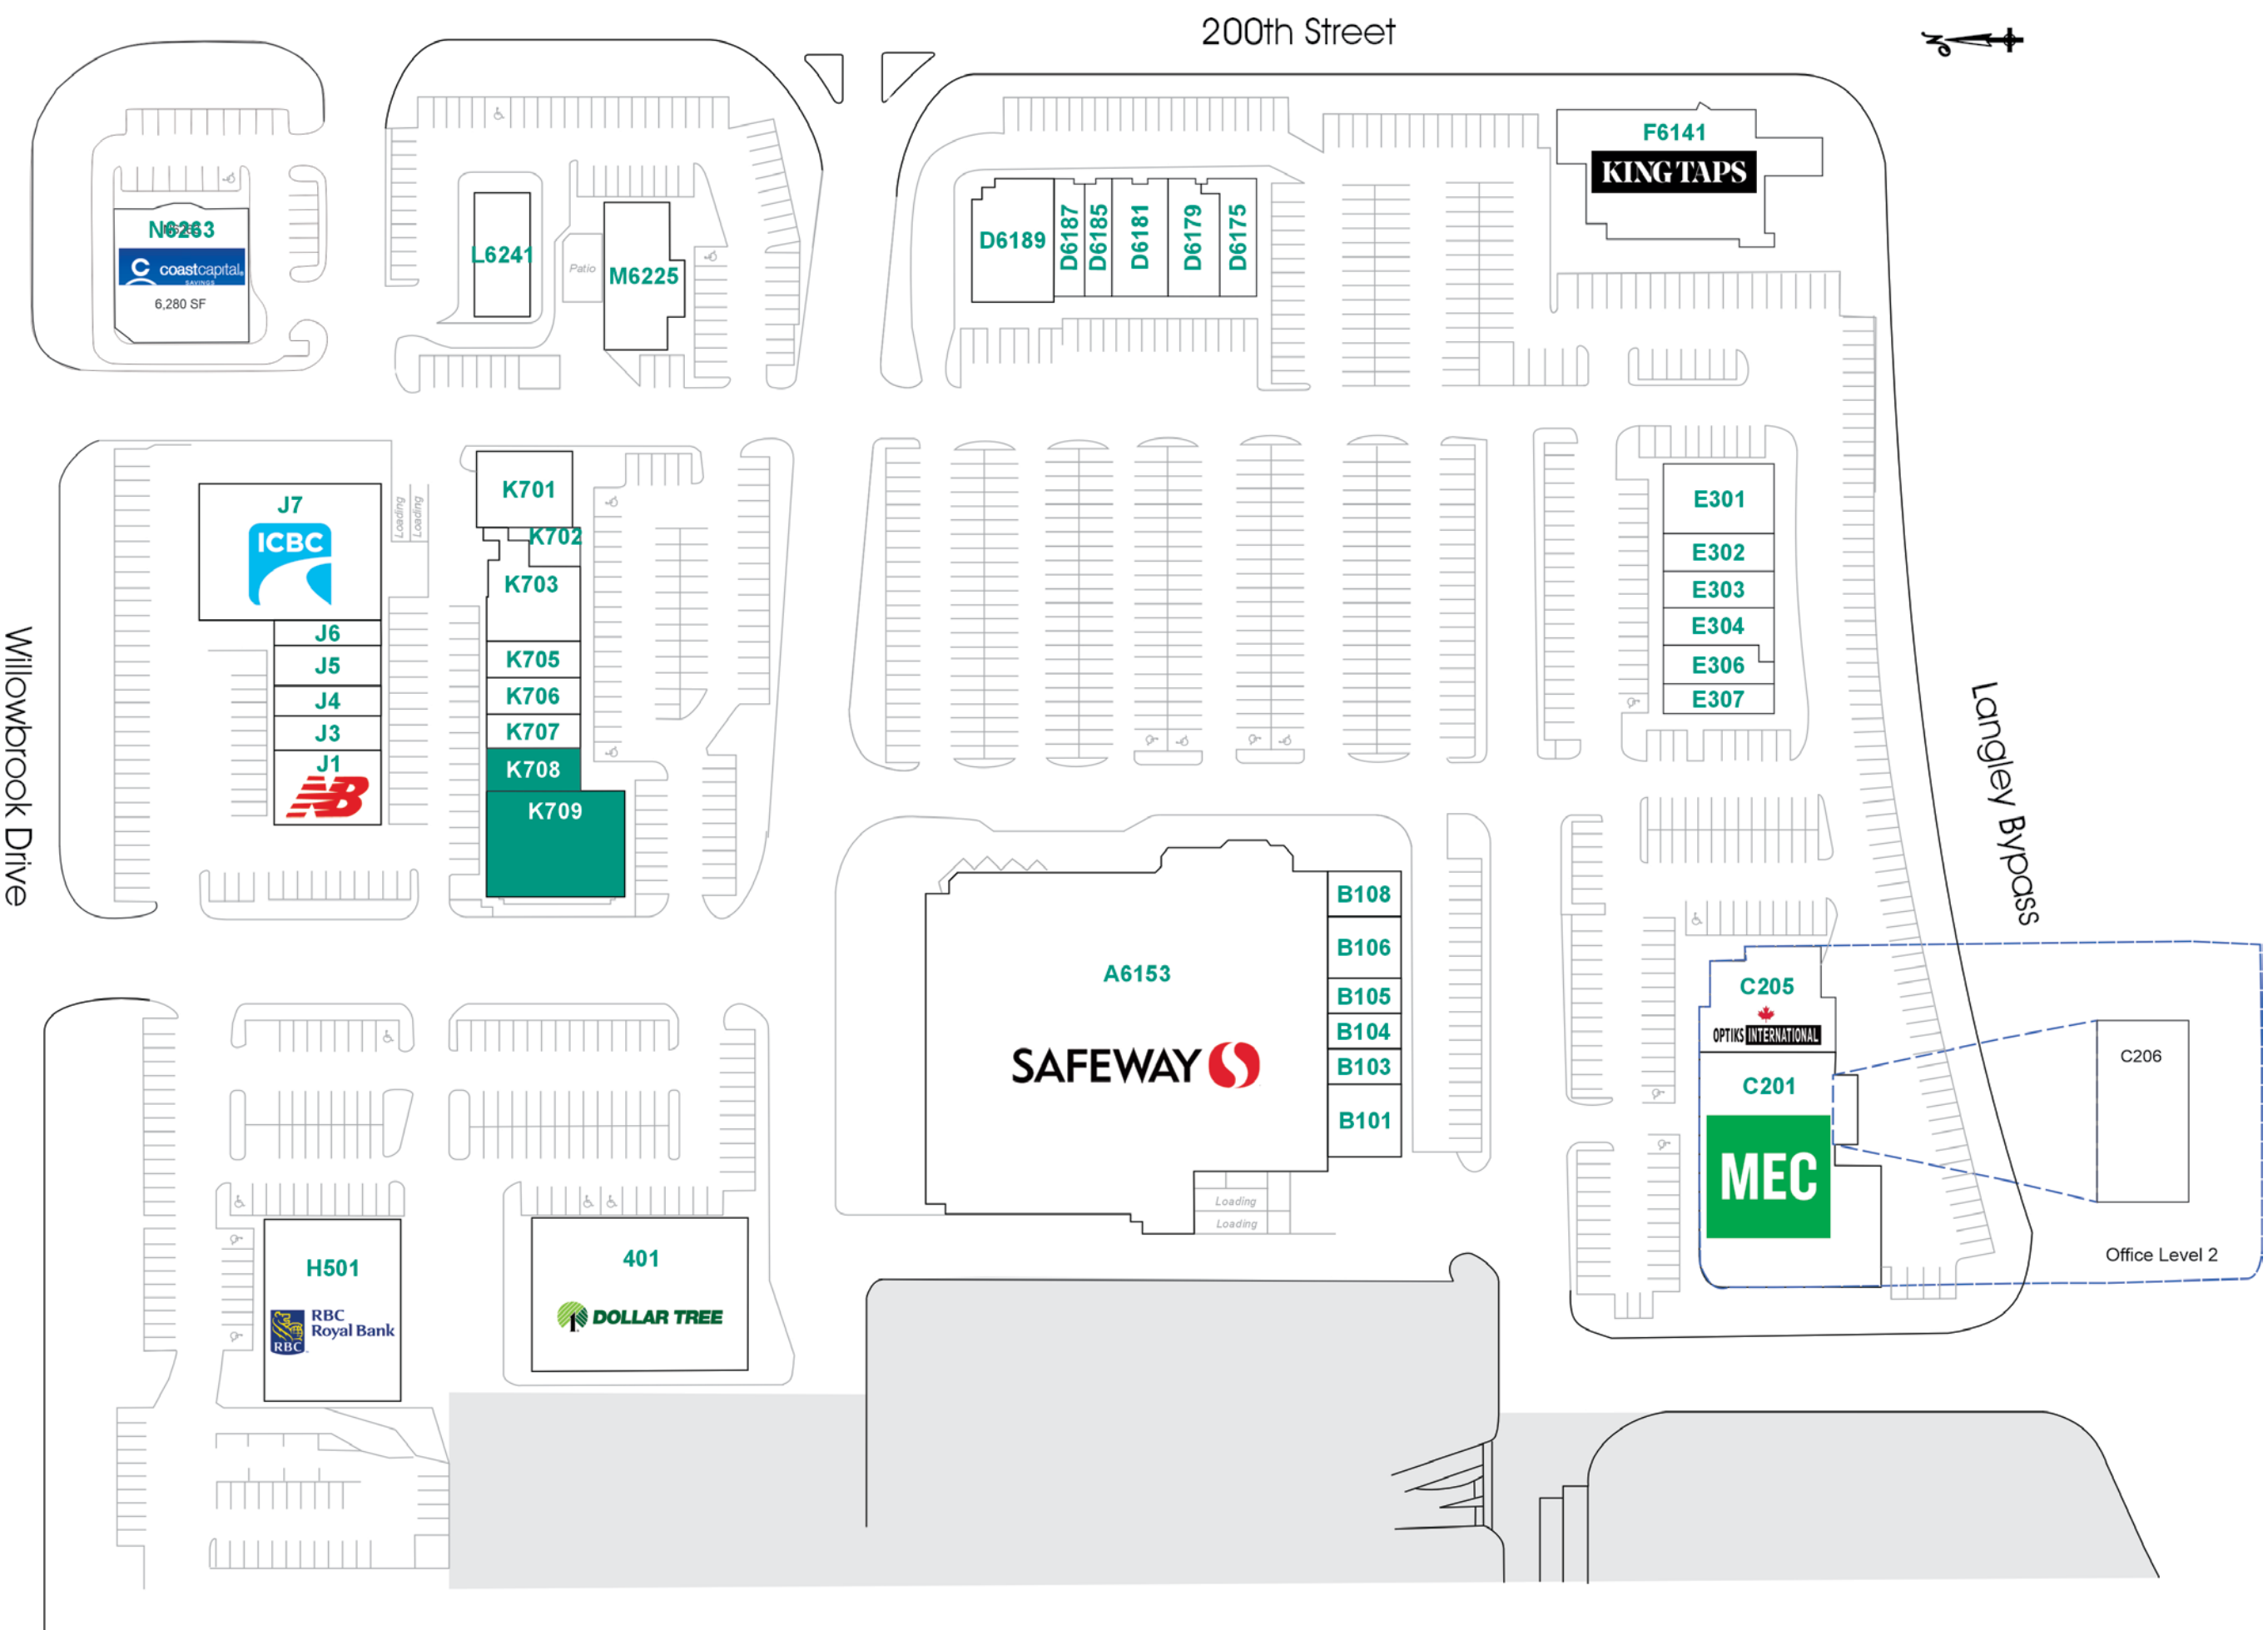 200th Street
N
F6141
KING TAPS
N6263
coastcapital
SAVINGS
6,280 SF
L6241
Patio
M6225
D6189
D6187
D6185
D6181
D6179
D6175
J7
ICBC
Loading
Loading
J6
J5
J4
J3
J1
NB
K701
K702
K703
K705
K706
K707
K708
K709
E301
E302
E303
E304
E306
E307
Willowbrook Drive
Langley Bypass
A6153
SAFEWAY
B108
B106
B105
B104
B103
B101
Loading
Loading
C205
OPTIKS INTERNATIONAL
C201
MEC
C206
Office Level 2
H501
RBC
Royal Bank
RBC
401
DOLLAR TREE